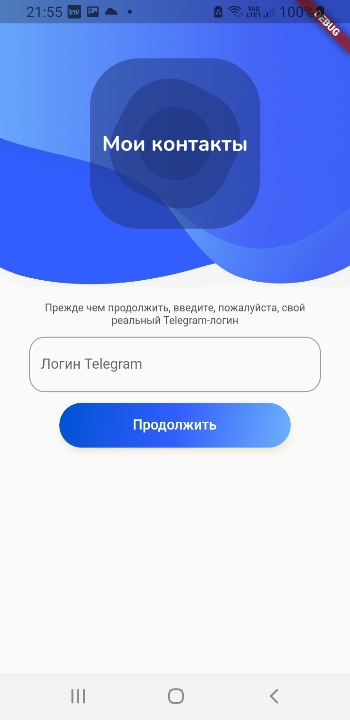 21:55
100%
DEBUG
Мои контакты
Прежде чем продолжить, введите, пожалуйста, свой
реальный Telegram-логин
Логин Telegram
Продолжить